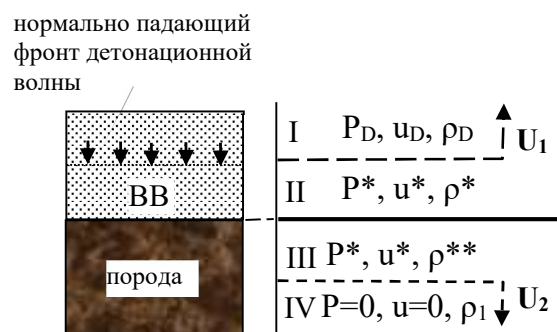 нормально падающий
фронт детонационной
волны
ВВ
порода
I P_D, u_D, ρ_D
U₁
II P*, u*, ρ*
III P*, u*, ρ**
U₂
IV P=0, u=0, ρ₁